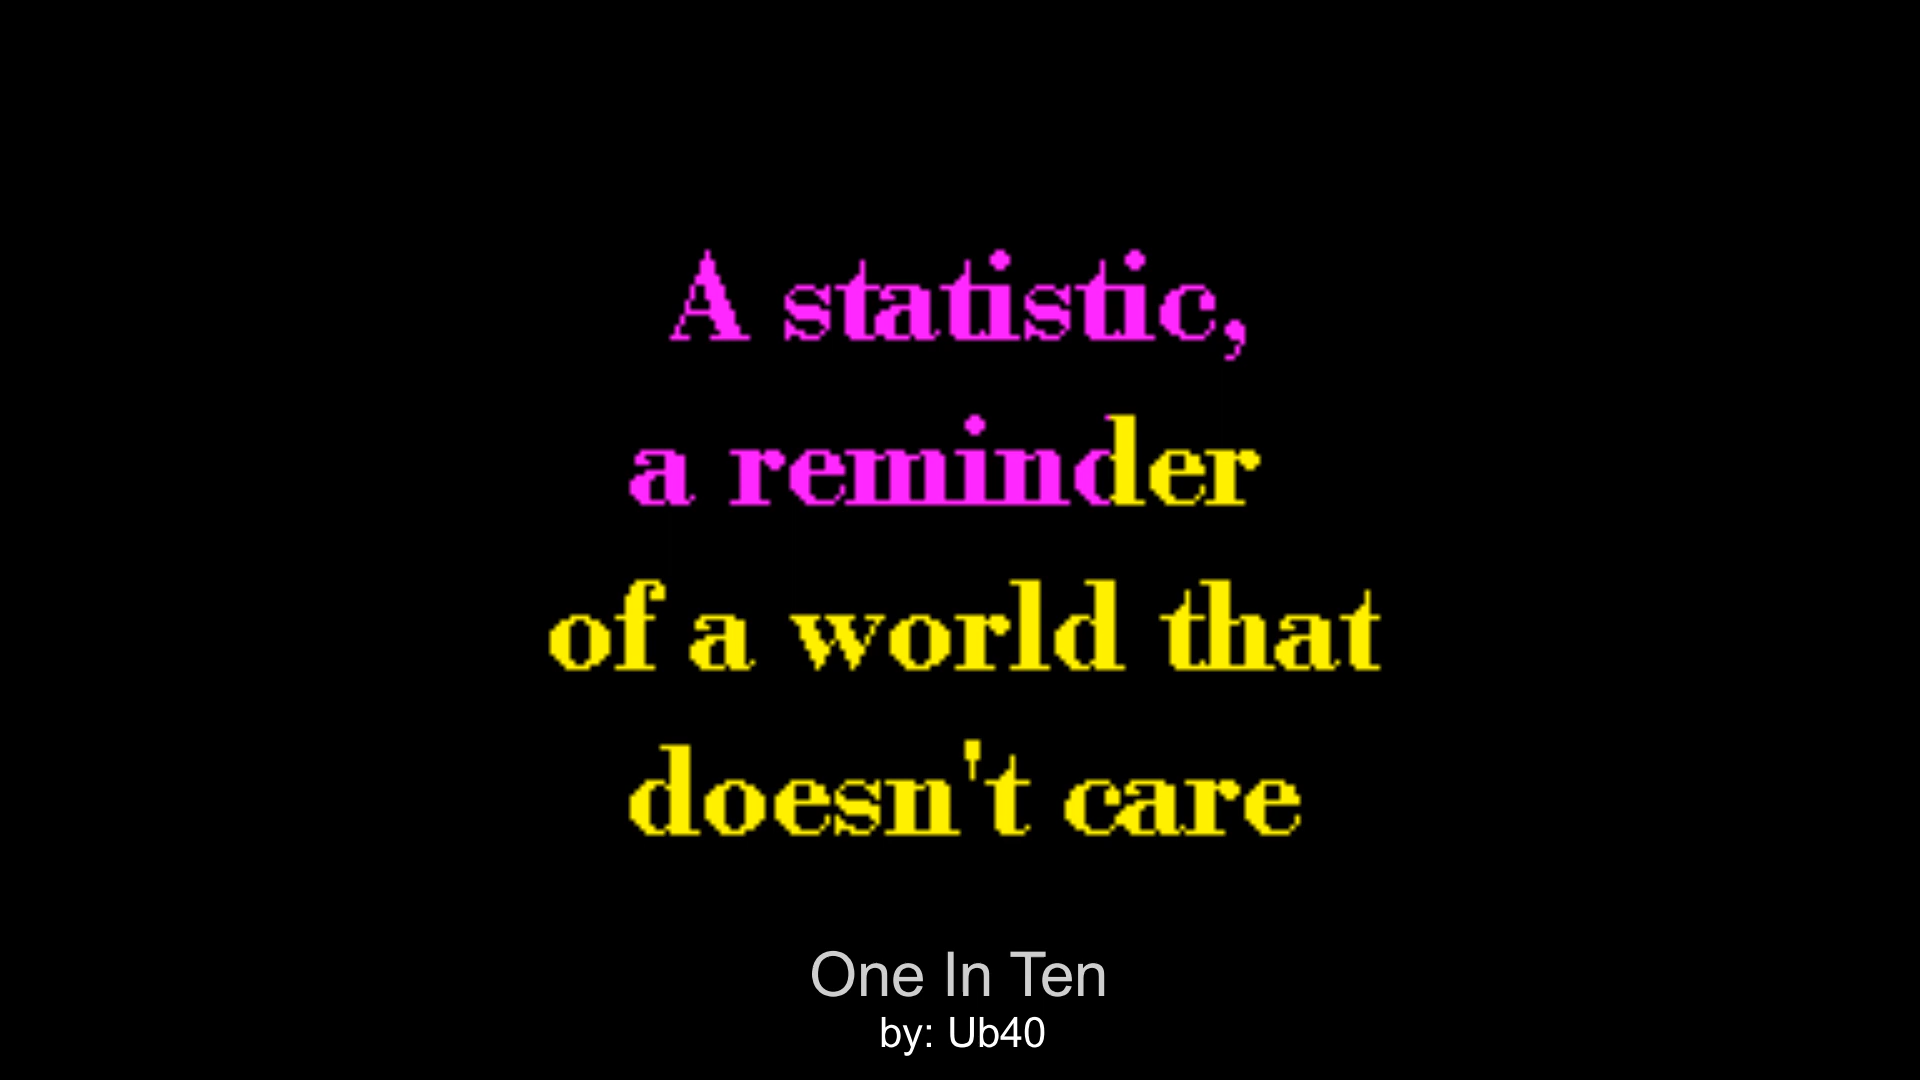 A statistic,
a reminder
of a world that
doesn't care
One In Ten
by: Ub40